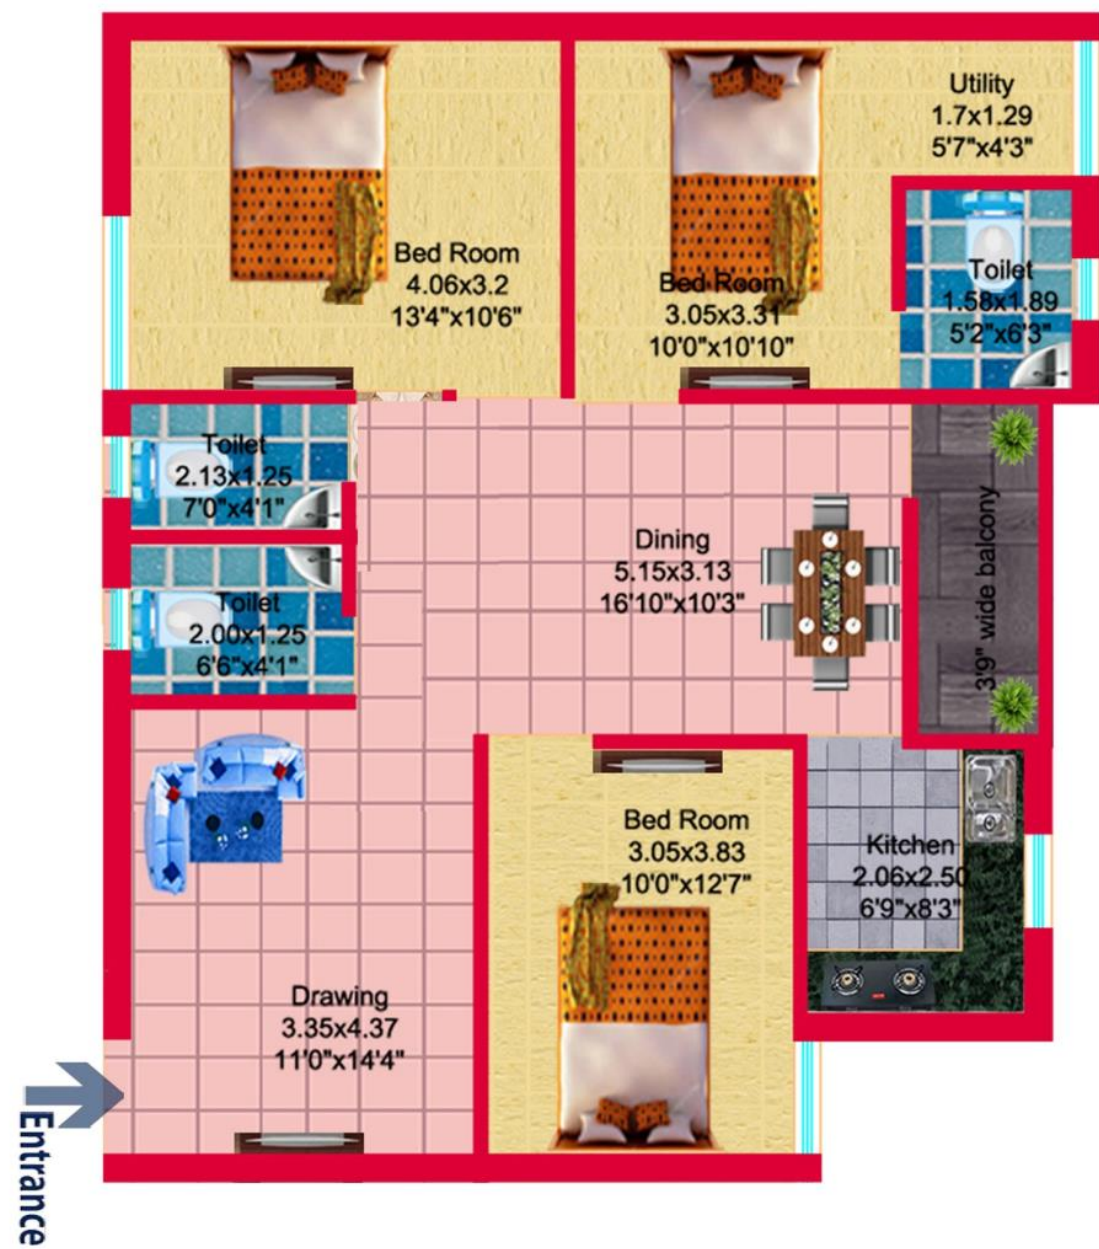 Utility
1.7x1.29
5'7"x4'3"
Bed Room
4.06x3.2
13'4"x10'6"
Bed Room
3.05x3.31
10'0"x10'10"
Toilet
1.58x1.89
5'2"x6'3"
Toilet
2.13x1.25
7'0"x4'1"
Dining
5.15x3.13
16'10"x10'3"
3'9" wide balcony
Toilet
2.00x1.25
6'6"x4'1"
Bed Room
3.05x3.83
10'0"x12'7"
Kitchen
2.06x2.50
6'9"x8'3"
Drawing
3.35x4.37
11'0"x14'4"
Entrance